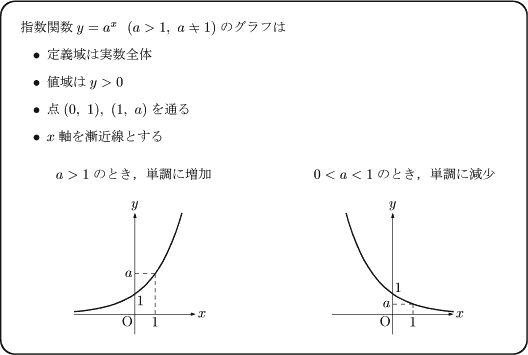 指数関数 y = aˣ (a > 1, a ≠ 1) のグラフは
• 定義域は実数全体
• 値域は y > 0
• 点 (0, 1), (1, a) を通る
• x 軸を漸近線とする
a > 1 のとき，単調に増加
0 < a < 1 のとき，単調に減少
y
a
1
O
1
x
y
1
a
O
1
x